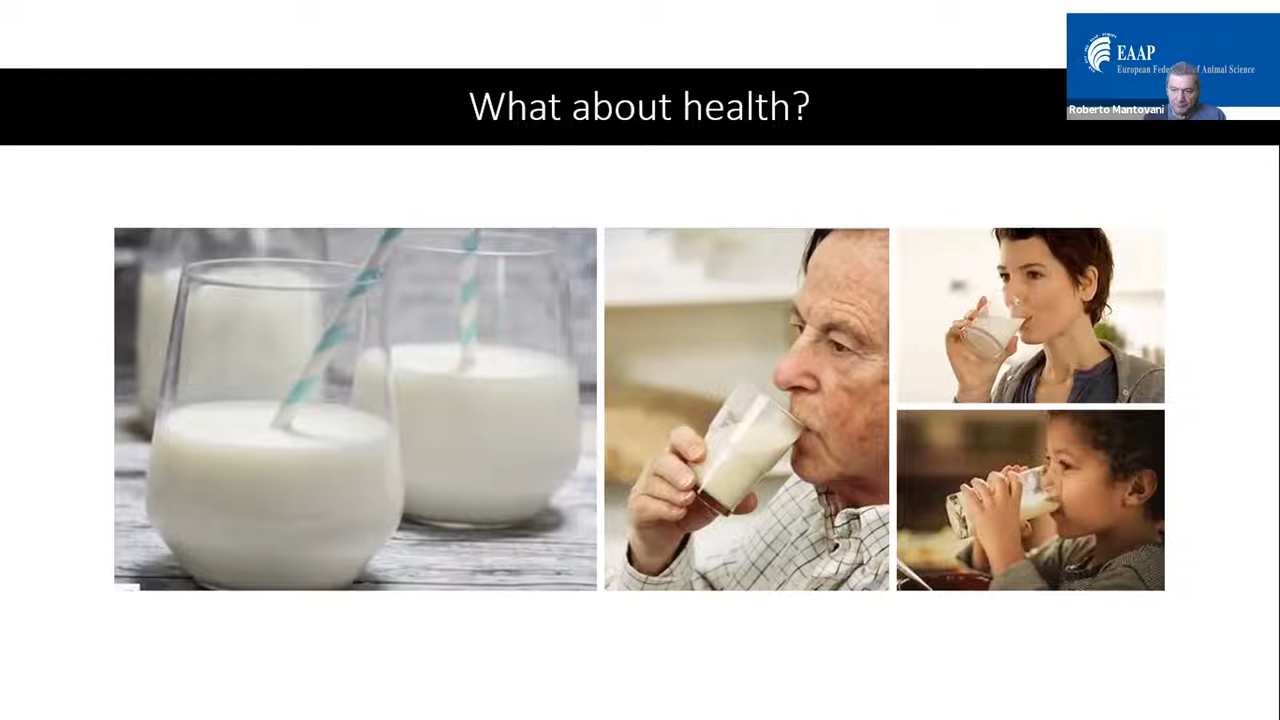 What about health?
EAAP
European Federation of Animal Science
Roberto Mantovani